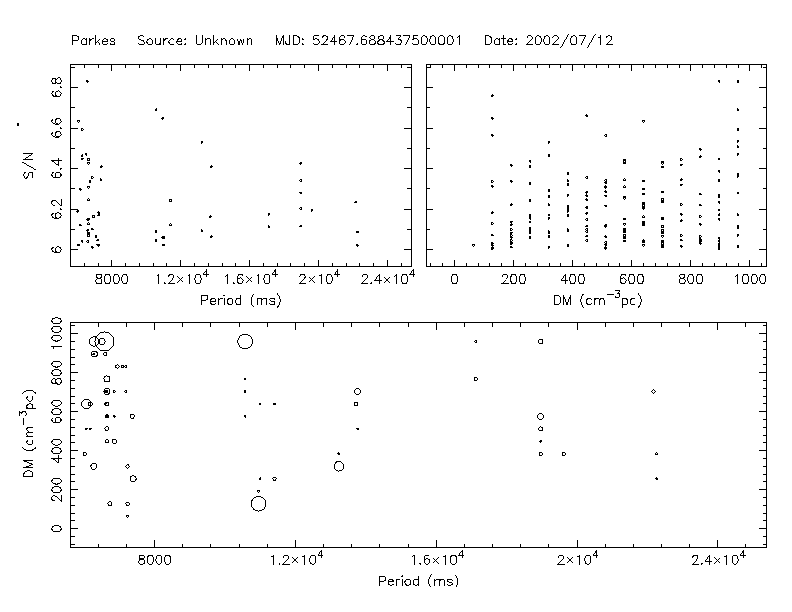 Parkes Source: Unknown MJD: 52467.688437500001 Date: 2002/07/12
S/N
6.8
6.6
6.4
6.2
6
8000 1.2×10⁴ 1.6×10⁴ 2×10⁴ 2.4×10⁴
Period (ms)
0 200 400 600 800 1000
DM (cm⁻³pc)
DM (cm⁻³pc)
1000
800
600
400
200
0
8000 1.2×10⁴ 1.6×10⁴ 2×10⁴ 2.4×10⁴
Period (ms)